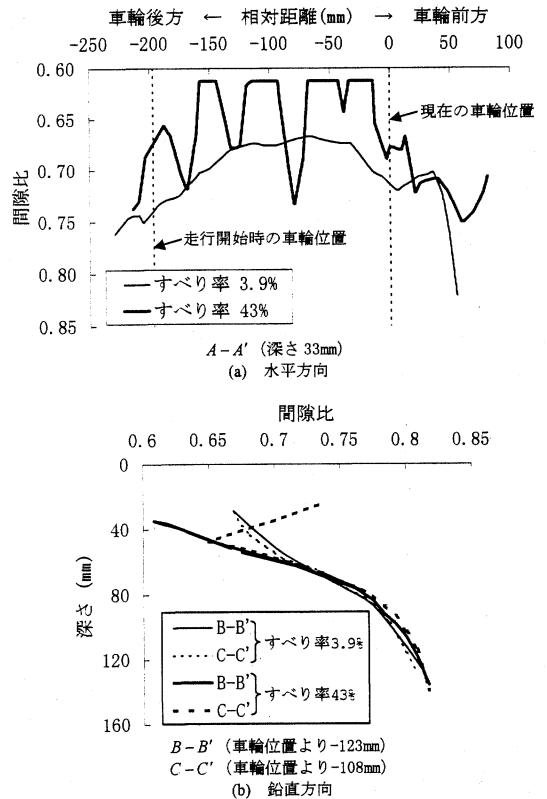 車輪後方 ← 相対距離(mm) → 車輪前方
-250 -200 -150 -100 -50 0 50 100
0.60
0.65
0.70
0.75
0.80
0.85
間隙比
現在の車輪位置
走行開始時の車輪位置
すべり率 3.9%
すべり率 43%
A-A′ (深さ33mm)
(a) 水平方向
間隙比
0.6 0.65 0.7 0.75 0.8 0.85
0
40
80
120
160
深さ (mm)
B-B'
C-C'
すべり率3.9%
B-B'
C-C'
すべり率43%
B-B′ (車輪位置より-123mm)
C-C′ (車輪位置より-108mm)
(b) 鉛直方向